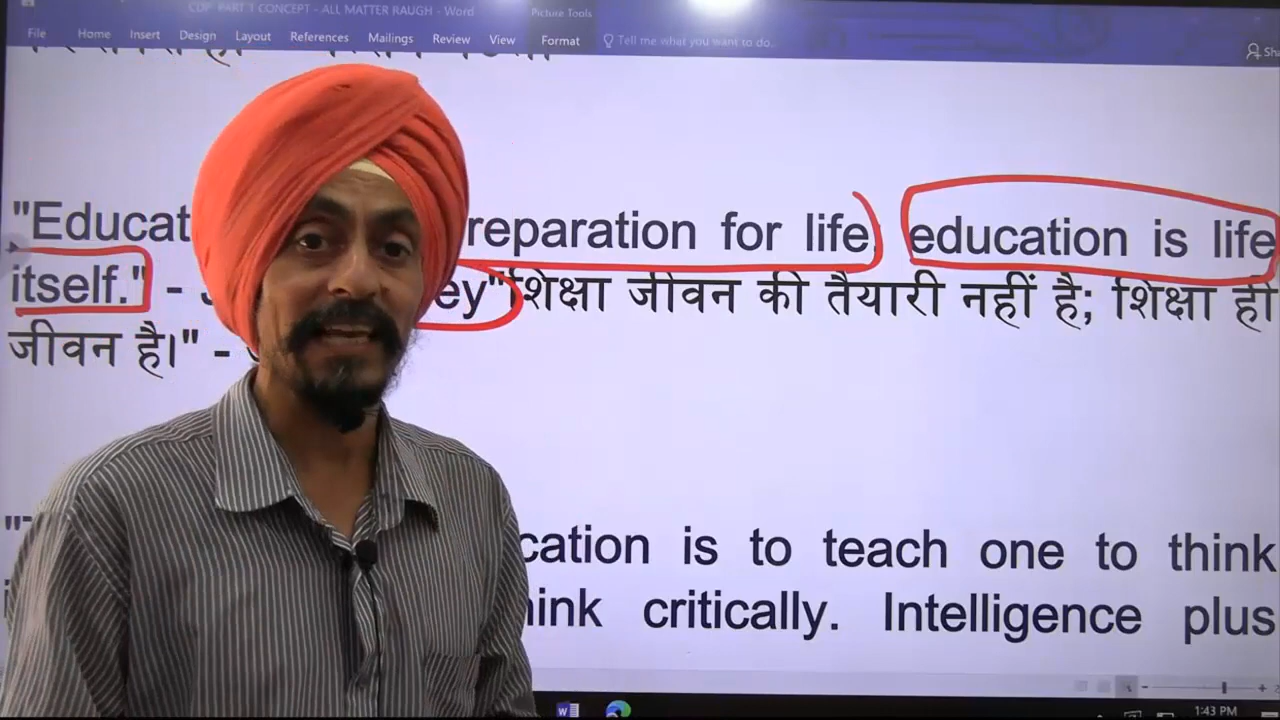 CDP PART 1 CONCEPT - ALL MATTER RAUGH - Word
Picture Tools
File Home Insert Design Layout References Mailings Review View Format Tell me what you want to do..
"Educat reparation for life education is life
itself." - ey"शिक्षा जीवन की तैयारी नहीं है; शिक्षा ही
जीवन है।" -
cation is to teach one to think
hink critically. Intelligence plus
1:43 PM